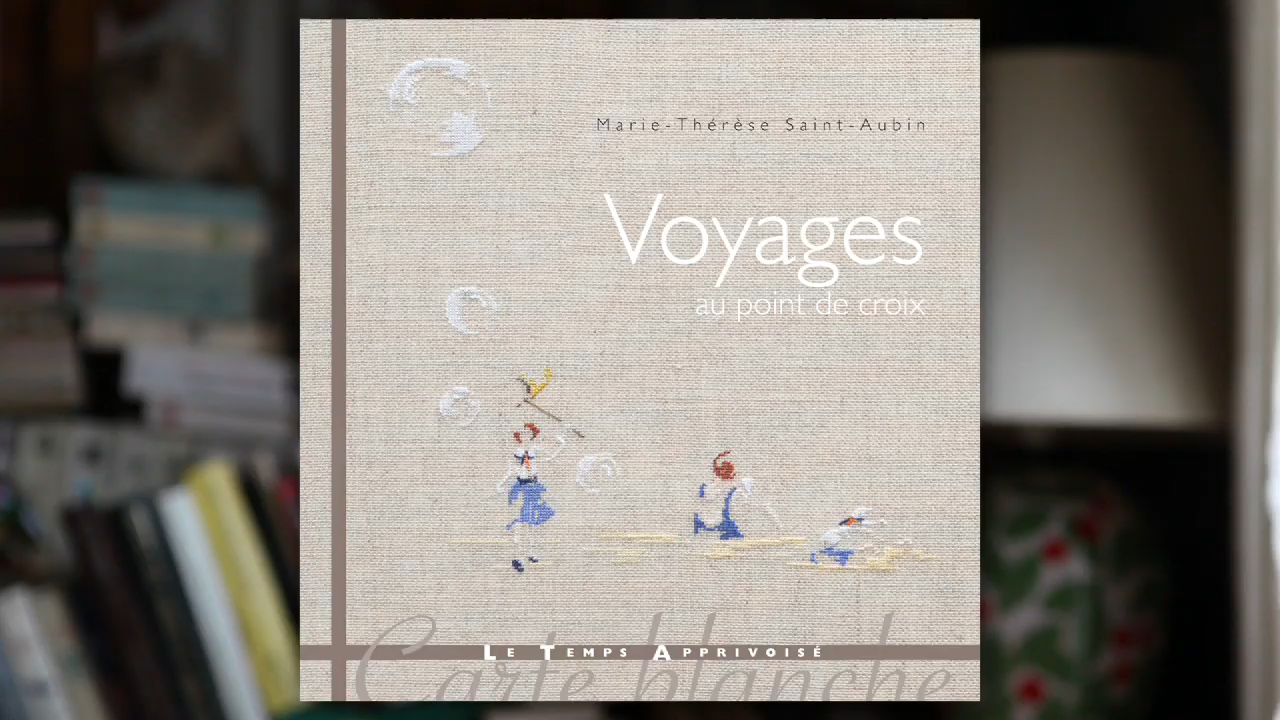 Marie-Thérèse Saint-Aubin
Voyages
au point de croix
LE TEMPS APPRIVOISÉ
Carte blanche